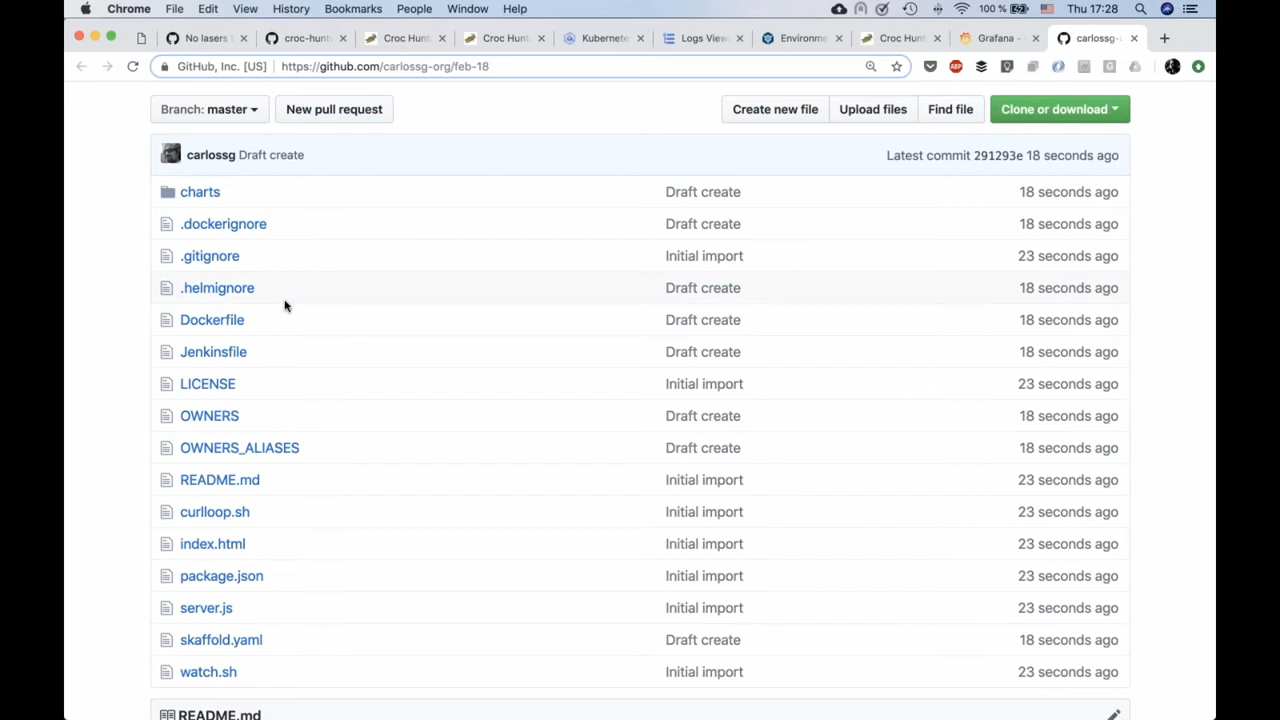 Chrome File Edit View History Bookmarks People Window Help 100 % Thu 17:28
No lasers croc-hunt Croc Hunt Croc Hunt Kubernete Logs View Environme Croc Hunt Grafana - carlossg-o
GitHub, Inc. [US] https://github.com/carlossg-org/feb-18
Branch: master New pull request Create new file Upload files Find file Clone or download
carlossg Draft create Latest commit 291293e 18 seconds ago
charts Draft create 18 seconds ago
.dockerignore Draft create 18 seconds ago
.gitignore Initial import 23 seconds ago
.helmignore Draft create 18 seconds ago
Dockerfile Draft create 18 seconds ago
Jenkinsfile Draft create 18 seconds ago
LICENSE Initial import 23 seconds ago
OWNERS Draft create 18 seconds ago
OWNERS_ALIASES Draft create 18 seconds ago
README.md Initial import 23 seconds ago
curlloop.sh Initial import 23 seconds ago
index.html Initial import 23 seconds ago
package.json Initial import 23 seconds ago
server.js Initial import 23 seconds ago
skaffold.yaml Draft create 18 seconds ago
watch.sh Initial import 23 seconds ago
README.md